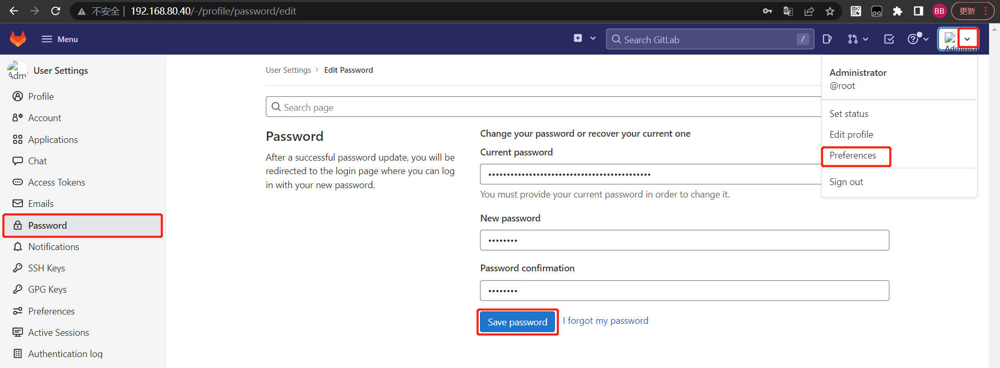 不安全 | 192.168.80.40/-/profile/password/edit
BB
更新
Menu
Search GitLab
/
Administ
Adm
User Settings
Profile
Account
Applications
Chat
Access Tokens
Emails
Password
Notifications
SSH Keys
GPG Keys
Preferences
Active Sessions
Authentication log
User Settings > Edit Password
Search page
Password
After a successful password update, you will be
redirected to the login page where you can log
in with your new password.
Change your password or recover your current one
Current password
You must provide your current password in order to change it.
New password
Password confirmation
Save password
I forgot my password
Administrator
@root
Set status
Edit profile
Preferences
Sign out